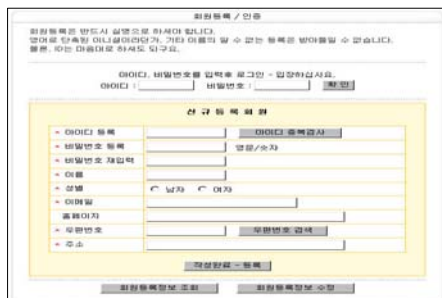 회원등록 / 인증
회원등록은 반드시 실명으로 하셔야 합니다.
영어로 단축된 이니셜이라던가, 기타 이름의 알 수 없는 등록은 받아들일 수 없습니다.
물론, ID는 마음대로 하셔도 되구요.
아이디, 비밀번호를 입력후 로그인 - 입장하십시요.
아이디 : 비밀번호 : 확 인
신 규 등 록 회 원
아이디 등록 아이디 중복검사
비밀번호 등록 영문/숫자
비밀번호 재입력
이름
성별 남자 여자
이메일
홈페이지
우편번호 우편번호 검색
주소
작성완료 - 등록
회원등록정보 조회 회원등록정보 수정